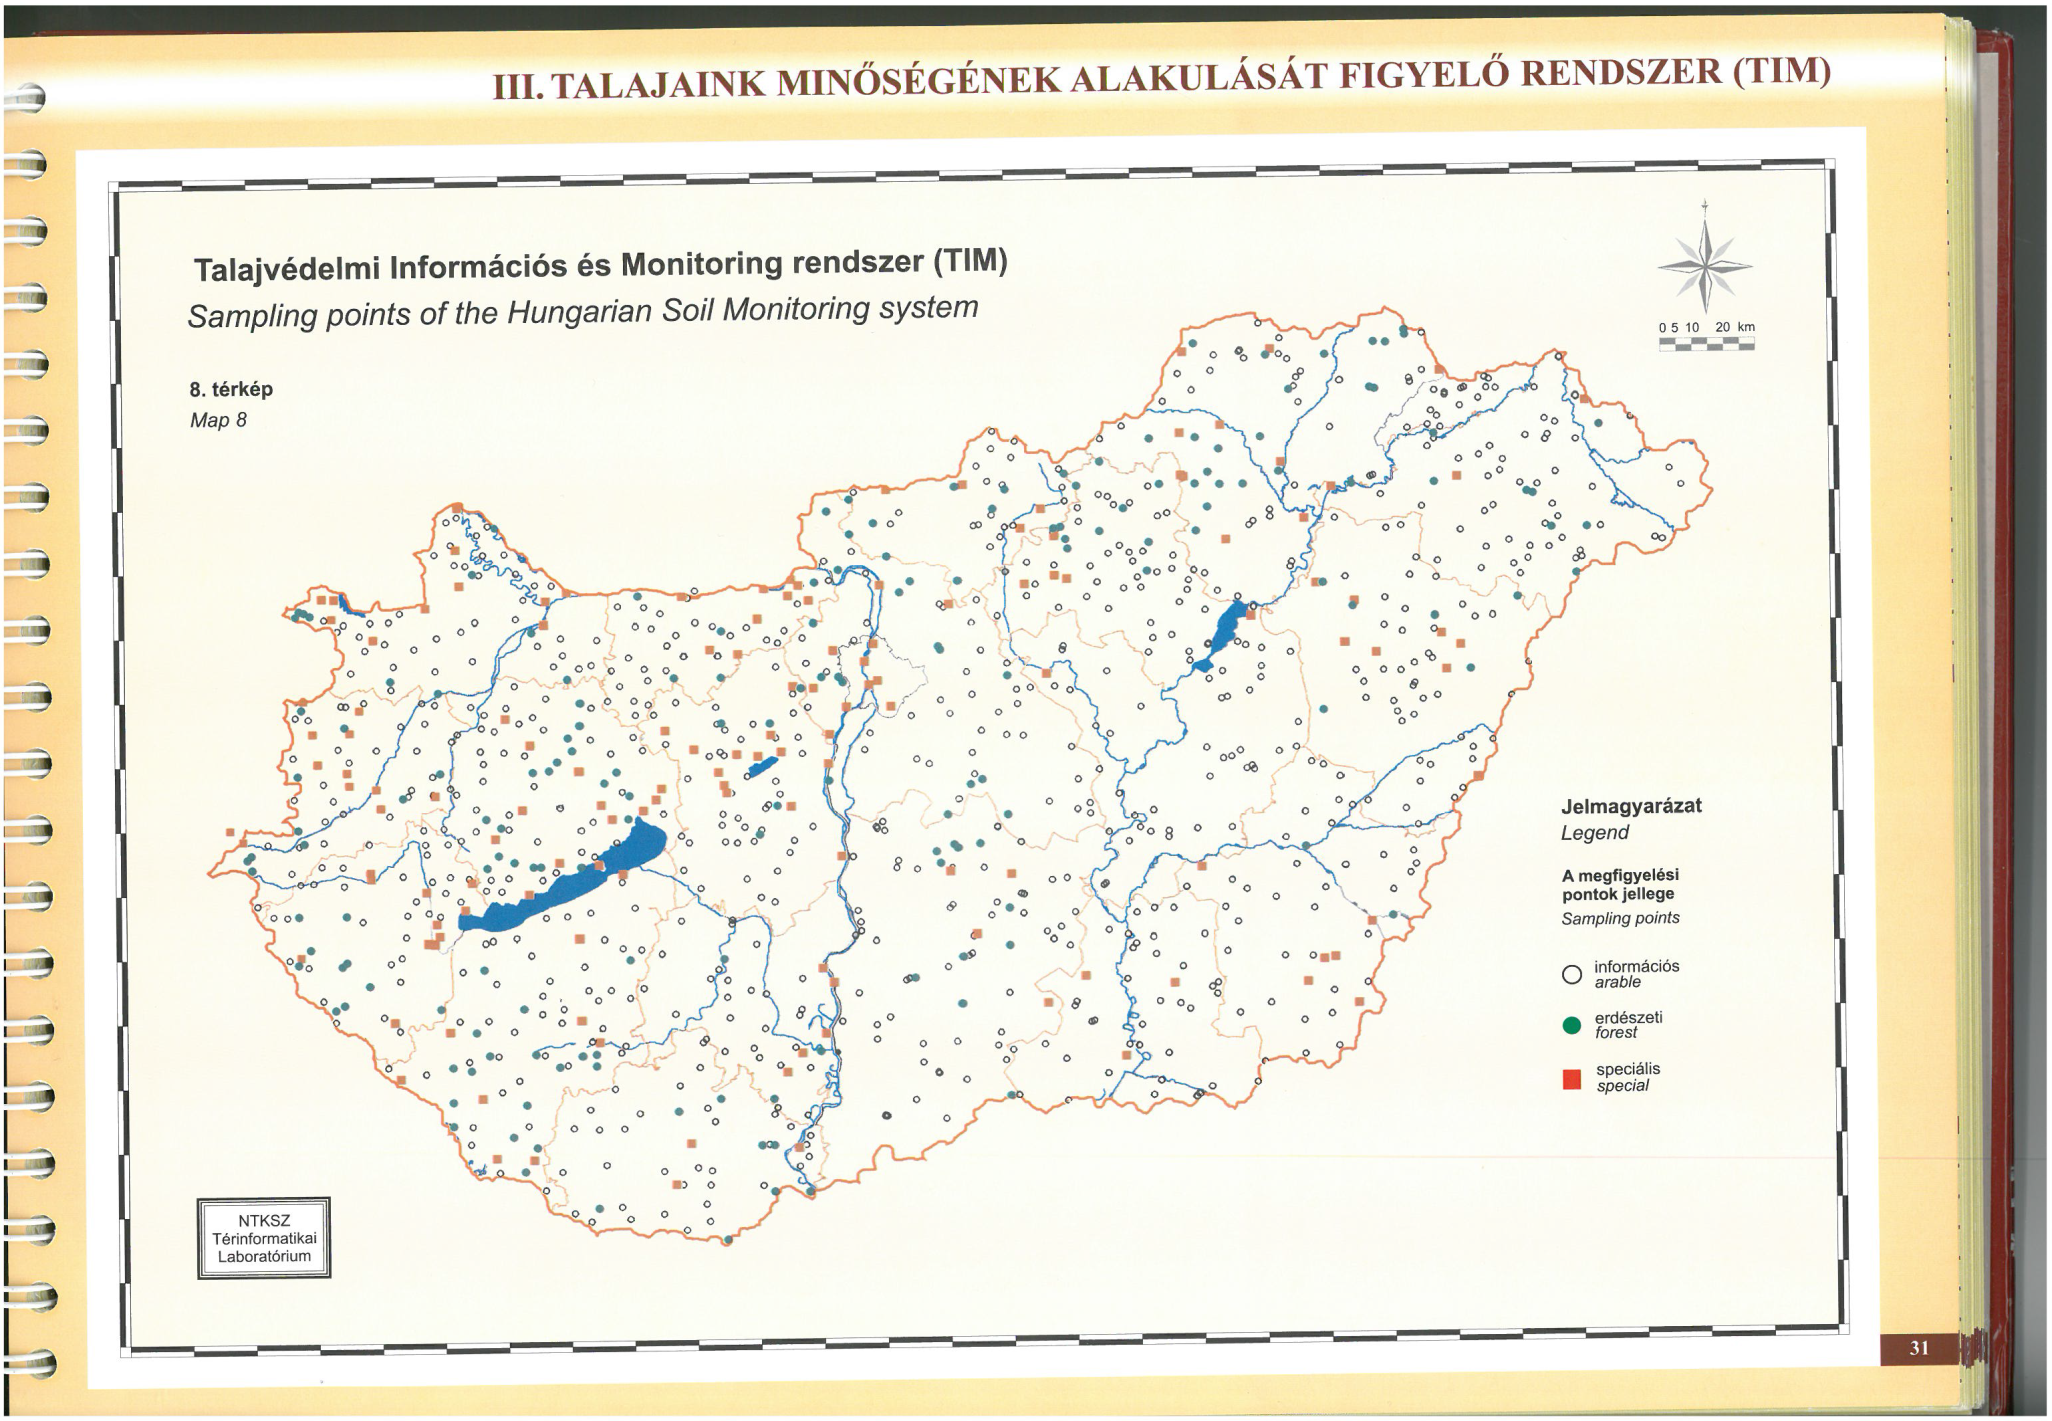 III. TALAJAINK MINŐSÉGÉNEK ALAKULÁSÁT FIGYELŐ RENDSZER (TIM)
Talajvédelmi Információs és Monitoring rendszer (TIM)
Sampling points of the Hungarian Soil Monitoring system
0 5 10 20 km
8. térkép
Map 8
Jelmagyarázat
Legend
A megfigyelési
pontok jellege
Sampling points
információs
arable
erdészeti
forest
speciális
special
NTKSZ
Térinformatikai
Laboratórium
31